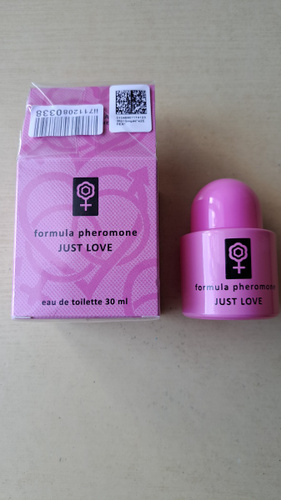 formula pheromone
JUST LOVE
eau de toilette 30 ml
formula pheromone
JUST LOVE